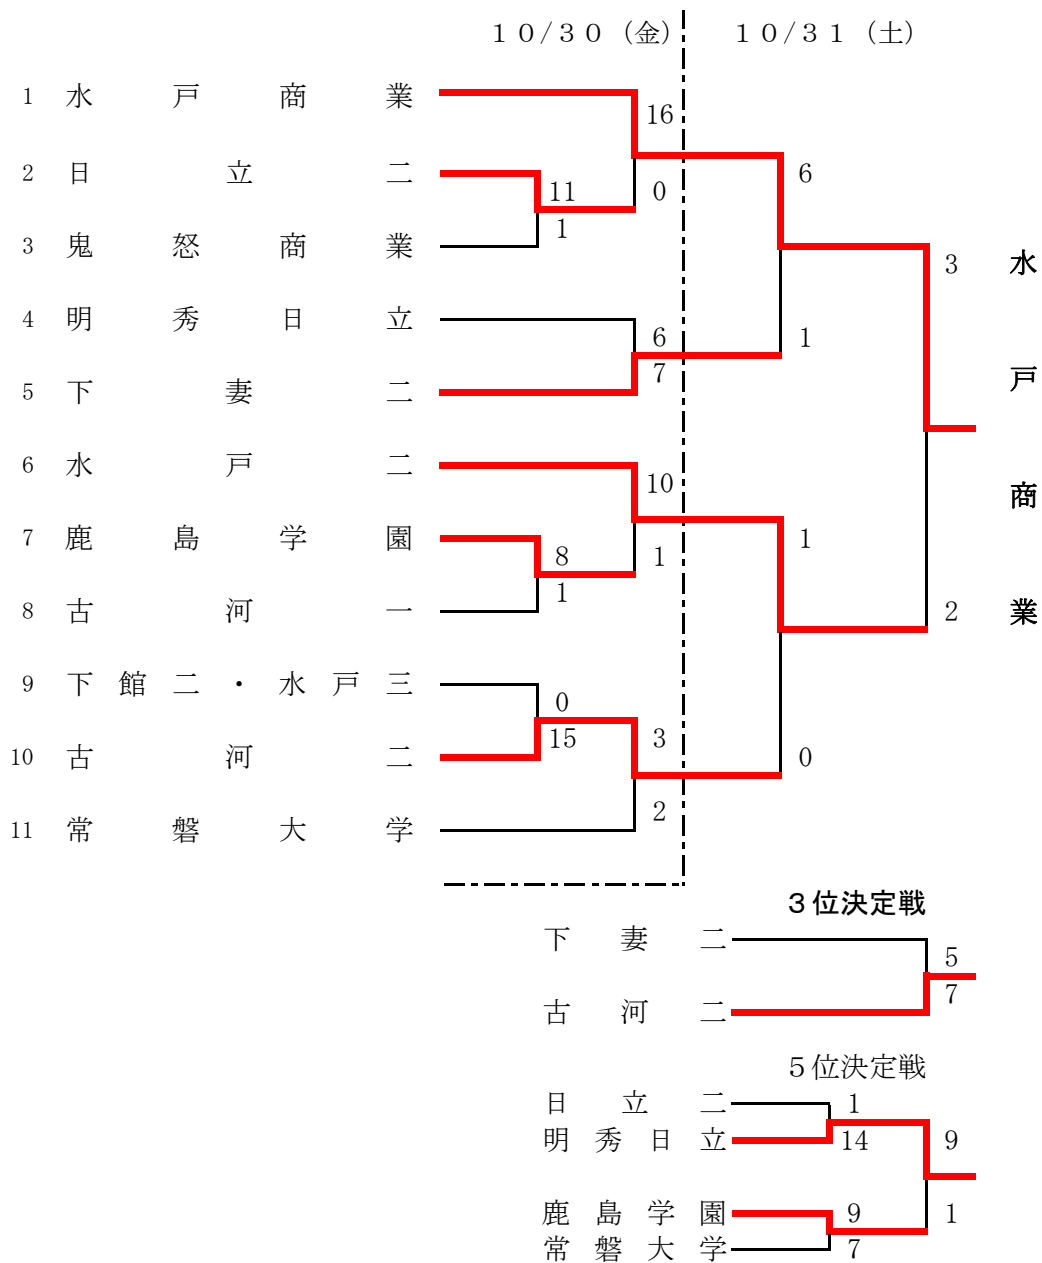 １０/３０（金） １０/３１（土）
1 水戸商業
16
2 日立二
6
11
0
1
3 鬼怒商業
3
4 明秀日立
6
1
7
5 下妻二
水戸商業
6 水戸二
10
7 鹿島学園
1
8
1
1
8 古河一
2
9 下館二・水戸三
0
15
3
10 古河二
0
2
11 常磐大学
３位決定戦
下妻二
5
7
古河二
５位決定戦
日立二 1
明秀日立 14 9
鹿島学園 9 1
常磐大学 7